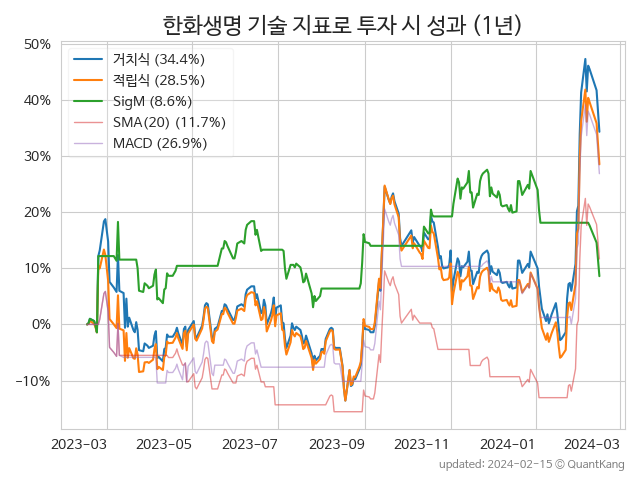 한화생명 기술 지표로 투자 시 성과 (1년)
50%
40%
30%
20%
10%
0%
−10%
거치식 (34.4%)
적립식 (28.5%)
SigM (8.6%)
SMA(20) (11.7%)
MACD (26.9%)
2023-03 2023-05 2023-07 2023-09 2023-11 2024-01 2024-03
updated: 2024-02-15 © QuantKang